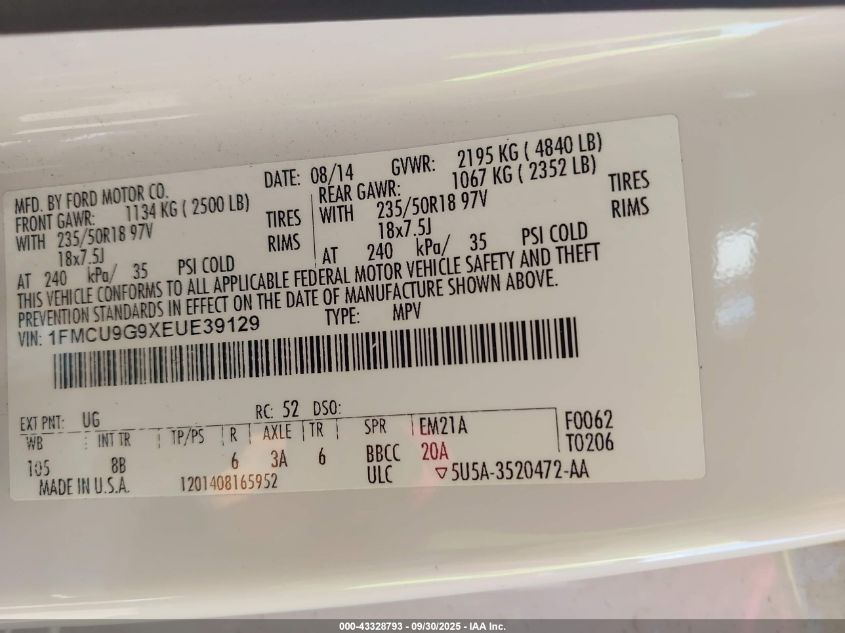 MFD. BY FORD MOTOR CO. DATE: 08/14 GVWR: 2195 KG ( 4840 LB)
FRONT GAWR: 1134 KG ( 2500 LB) REAR GAWR: 1067 KG ( 2352 LB)
WITH 235/50R18 97V TIRES WITH 235/50R18 97V TIRES
18x7.5J RIMS 18x7.5J RIMS
AT 240 kPa/ 35 PSI COLD AT 240 kPa/ 35 PSI COLD
THIS VEHICLE CONFORMS TO ALL APPLICABLE FEDERAL MOTOR VEHICLE SAFETY AND THEFT
PREVENTION STANDARDS IN EFFECT ON THE DATE OF MANUFACTURE SHOWN ABOVE.
VIN: 1FMCU9G9XEUE39129 TYPE: MPV
EXT PNT: UG RC: 52 DSO:
WB INT TR TP/PS R AXLE TR SPR EM21A F0062
105 8B 6 3A 6 BBCC 20A T0206
MADE IN U.S.A. 1201408165952 ULC ▽5U5A-3520472-AA
000-43328793 - 09/30/2025 - IAA Inc.